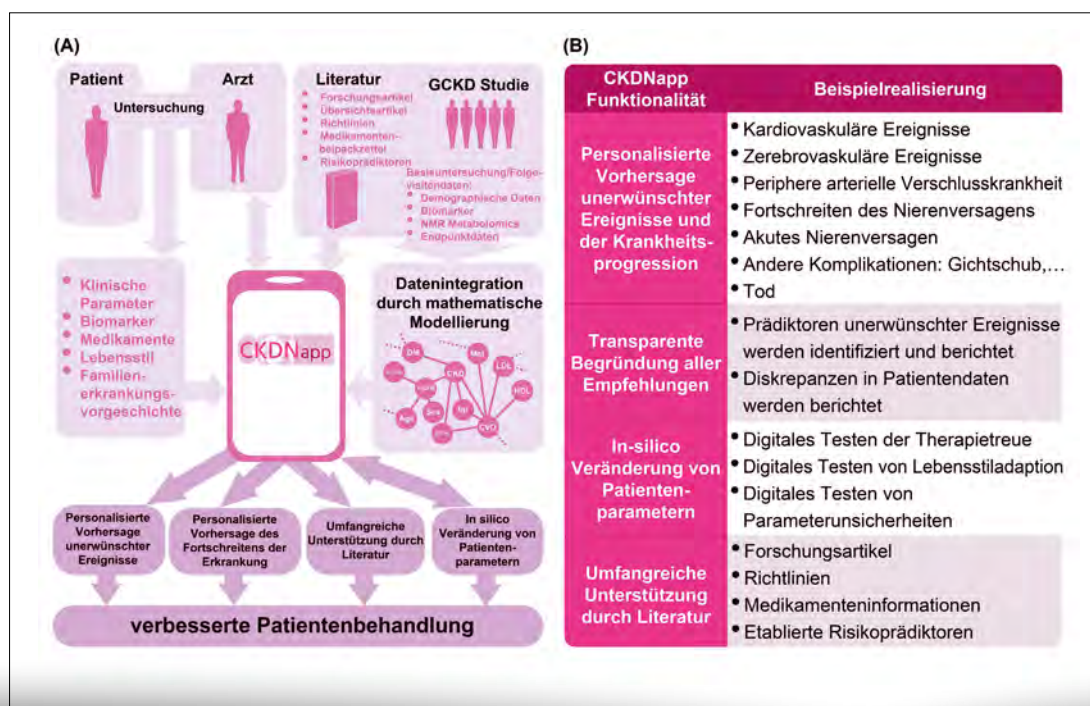 (A)
Patient
Arzt
Untersuchung
Literatur
Forschungsartikel
Übersichtsartikel
Richtlinien
Medikamenten-
beipackzettel
Risikoprädiktoren
GCKD Studie
Basisuntersuchung/Folge-
visitendaten:
Demographische Daten
Biomarker
NMR Metabolomics
Endpunktdaten
• Klinische
Parameter
• Biomarker
• Medikamente
• Lebensstil
• Familien-
erkrankungs-
vorgeschichte
CKDNapp
Datenintegration
durch mathematische
Modellierung
DM
Met
LDL
CKD
HDL
Age
CVD
Personalisierte
Vorhersage
unerwünschter
Ereignisse
Personalisierte
Vorhersage des
Fortschreitens der
Erkrankung
Umfangreiche
Unterstützung durch
Literatur
In silico
Veränderung von
Patienten-
parametern
verbesserte Patientenbehandlung
(B)
CKDNapp
Funktionalität
Beispielrealisierung
Personalisierte
Vorhersage
unerwünschter
Ereignisse und
der Krankheits-
progression
• Kardiovaskuläre Ereignisse
• Zerebrovaskuläre Ereignisse
• Periphere arterielle Verschlusskrankheit
• Fortschreiten des Nierenversagens
• Akutes Nierenversagen
• Andere Komplikationen: Gichtschub,…
• Tod
Transparente
Begründung aller
Empfehlungen
• Prädiktoren unerwünschter Ereignisse
werden identifiziert und berichtet
• Diskrepanzen in Patientendaten
werden berichtet
In-silico
Veränderung von
Patienten-
parametern
• Digitales Testen der Therapietreue
• Digitales Testen von Lebensstiladaption
• Digitales Testen von
Parameterunsicherheiten
Umfangreiche
Unterstützung
durch Literatur
• Forschungsartikel
• Richtlinien
• Medikamenteninformationen
• Etablierte Risikoprädiktoren